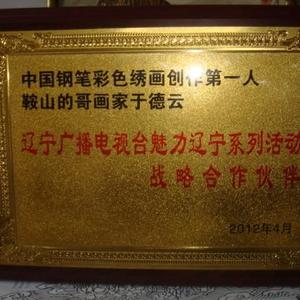 中国钢笔彩色绣画创作第一人
鞍山的哥画家于德云
辽宁广播电视台魅力辽宁系列活动
战略合作伙伴
2012年4月